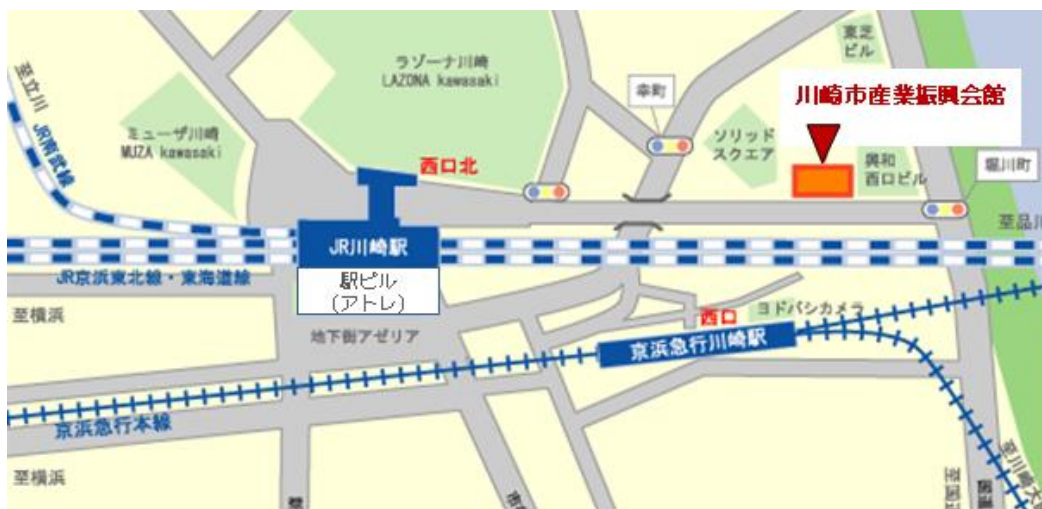 東芝
ビル
ラゾーナ川崎
LAZONA kawasaki
至立川
JR南武線
幸町
川崎市産業振興会館
ミューザ川崎
MUZA kawasaki
ソリッド
スクエア
西口北
興和
西口ビル
堀川町
至品川
JR川崎駅
JR京浜東北線・東海道線
駅ビル
(アトレ)
至横浜
地下街アゼリア
西口
ヨドバシカメラ
京浜急行川崎駅
京浜急行本線
至横浜
至川崎大